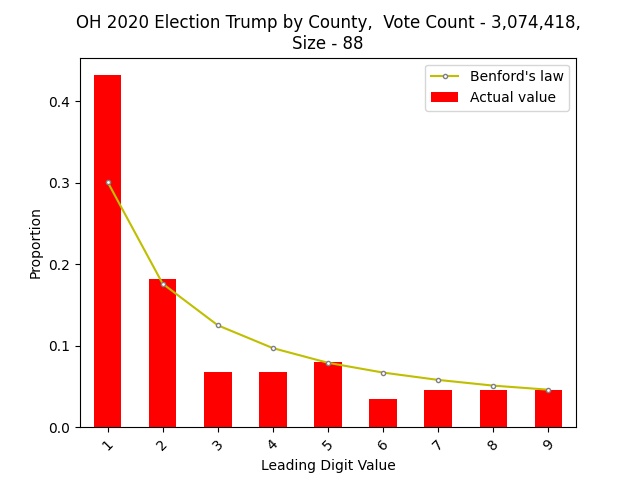 OH 2020 Election Trump by County,  Vote Count - 3,074,418,
Size - 88
Benford's law
Actual value
0.4
0.3
0.2
0.1
0.0
Proportion
1 2 3 4 5 6 7 8 9
Leading Digit Value